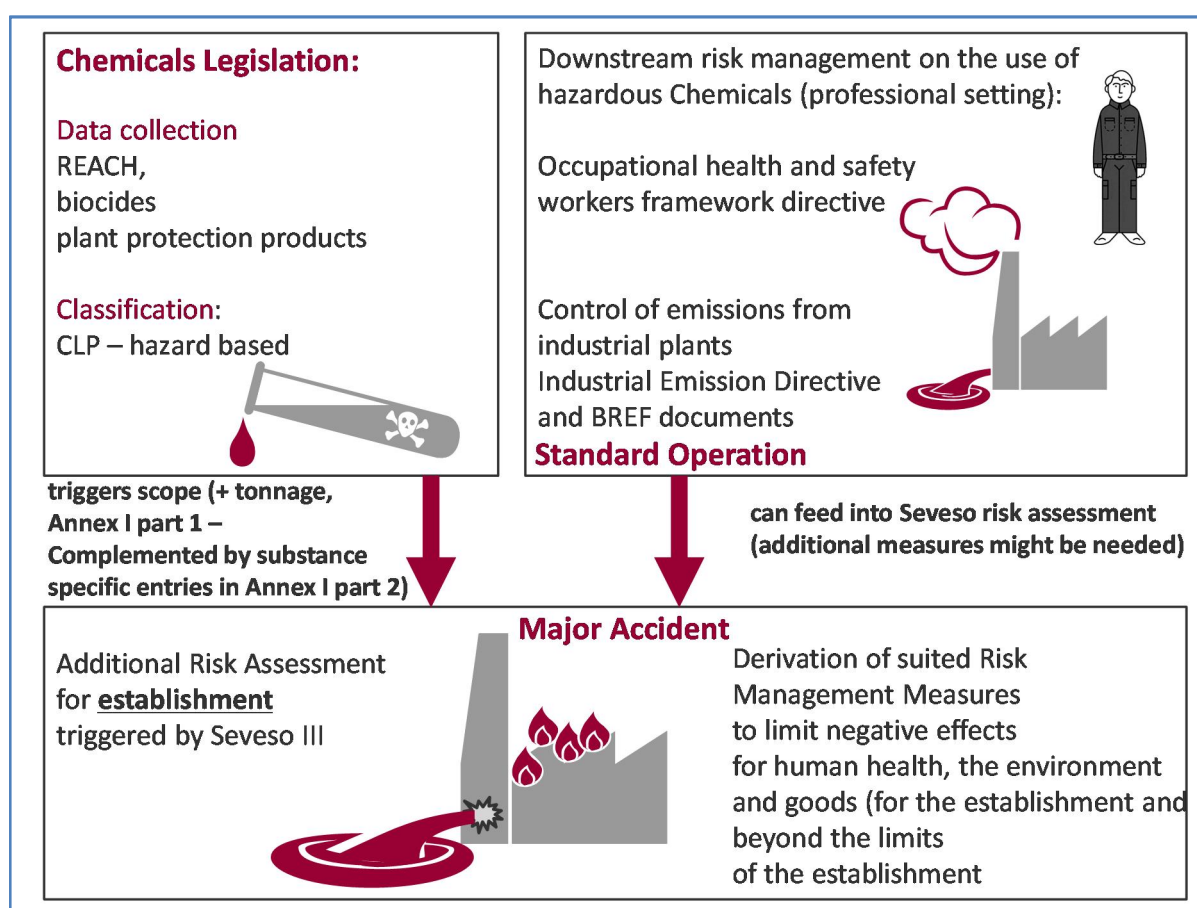 Chemicals Legislation:
Data collection
REACH,
biocides
plant protection products
Classification:
CLP – hazard based
Downstream risk management on the use of
hazardous Chemicals (professional setting):
Occupational health and safety
workers framework directive
Control of emissions from
industrial plants
Industrial Emission Directive
and BREF documents
Standard Operation
triggers scope (+ tonnage,
Annex I part 1 –
Complemented by substance
specific entries in Annex I part 2)
can feed into Seveso risk assessment
(additional measures might be needed)
Major Accident
Additional Risk Assessment
for establishment
triggered by Seveso III
Derivation of suited Risk
Management Measures
to limit negative effects
for human health, the environment
and goods (for the establishment and
beyond the limits
of the establishment